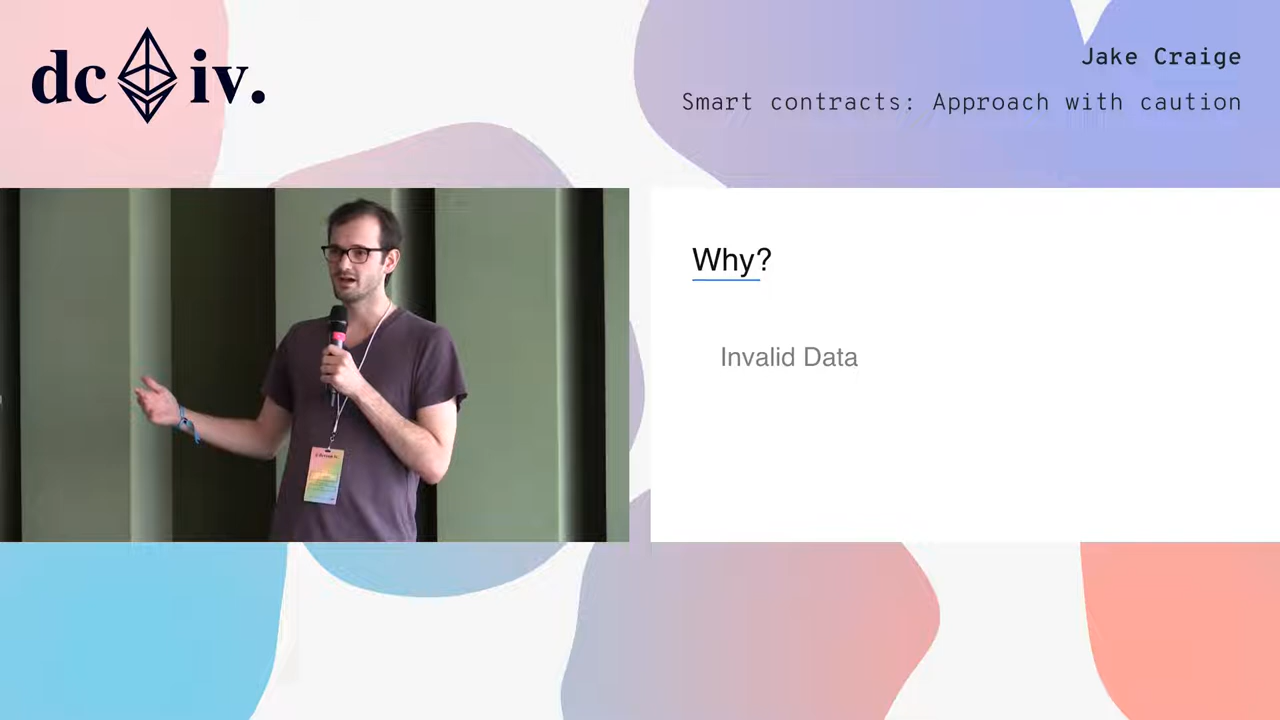 dc iv.
Jake Craige
Smart contracts: Approach with caution
Why?
Invalid Data